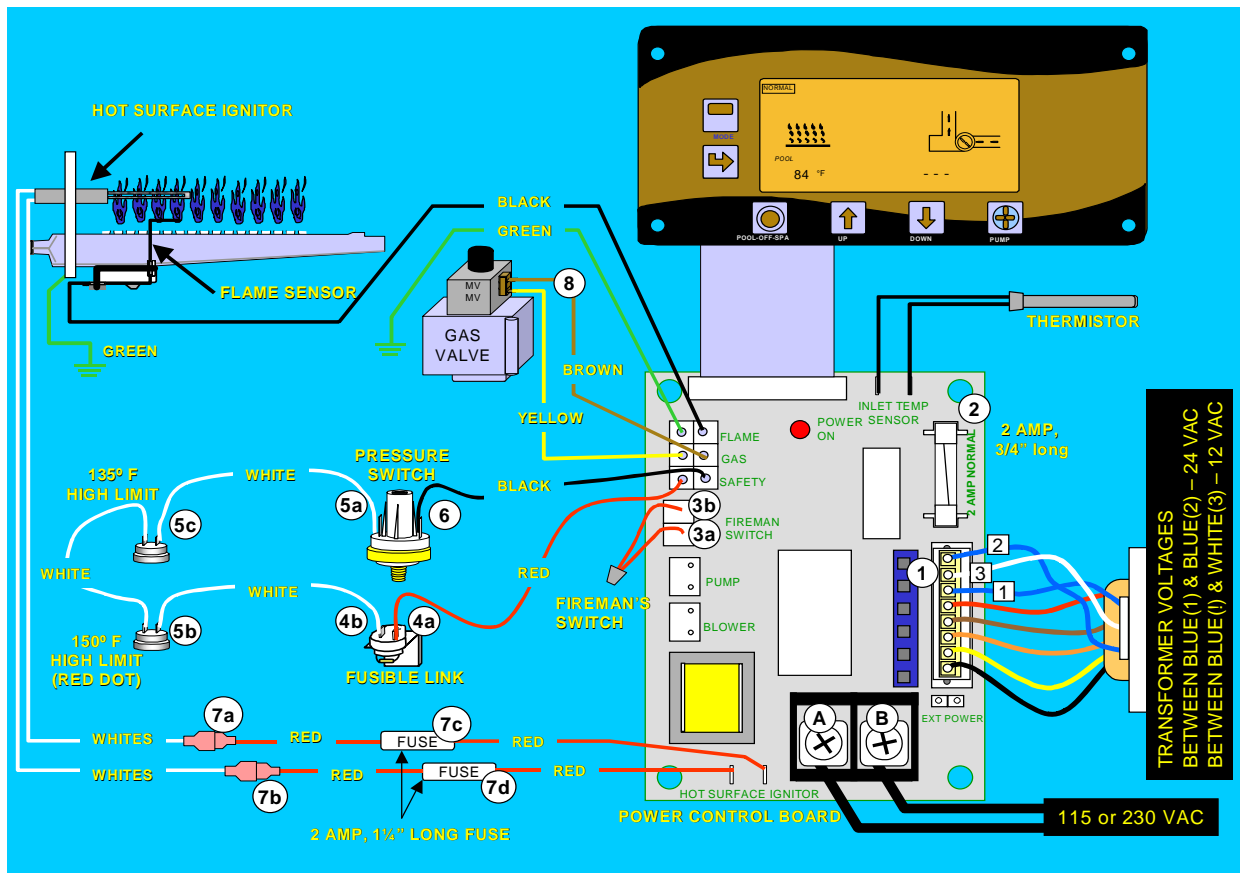 HOT SURFACE IGNITOR
NORMAL
MODE
POOL
84 °F
- - -
POOL-OFF-SPA
UP
DOWN
PUMP
BLACK
GREEN
FLAME SENSOR
GREEN
MV
MV
8
GAS
VALVE
BROWN
YELLOW
THERMISTOR
INLET TEMP
SENSOR
2
POWER
ON
2 AMP,
3/4" long
2 AMP NORMAL
FLAME
GAS
SAFETY
3b
3a
FIREMAN
SWITCH
PUMP
BLOWER
PRESSURE
SWITCH
135º F
HIGH LIMIT
WHITE
5a
6
BLACK
5c
WHITE
WHITE
RED
FIREMAN'S
SWITCH
4b
4a
5b
150º F
HIGH LIMIT
(RED DOT)
FUSIBLE LINK
1
2
3
1
TRANSFORMER VOLTAGES
BETWEEN BLUE(1) & BLUE(2) – 24 VAC
BETWEEN BLUE(!) & WHITE(3) – 12 VAC
EXT POWER
A
B
7a
7c
WHITES
RED
FUSE
RED
WHITES
RED
FUSE
RED
7b
7d
HOT SURFACE IGNITOR
POWER CONTROL BOARD
2 AMP, 1¼" LONG FUSE
115 or 230 VAC